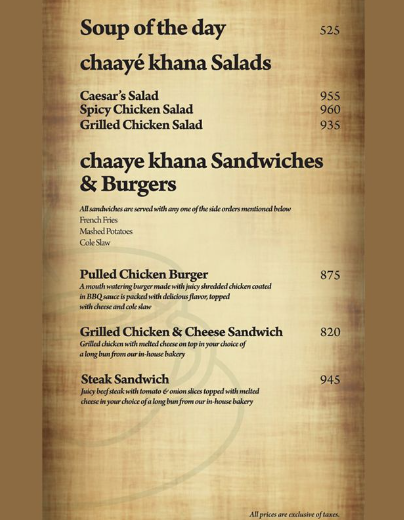 Soup of the day 525
chaayé khana Salads
Caesar's Salad 955
Spicy Chicken Salad 960
Grilled Chicken Salad 935
chaaye khana Sandwiches
& Burgers
All sandwiches are served with any one of the side orders mentioned below
French Fries
Mashed Potatoes
Cole Slaw
Pulled Chicken Burger 875
A mouth watering burger made with juicy shredded chicken coated
in BBQ sauce is packed with delicious flavor, topped
with cheese and cole slaw
Grilled Chicken & Cheese Sandwich 820
Grilled chicken with melted cheese on top in your choice of
a long bun from our in-house bakery
Steak Sandwich 945
Juicy beef steak with tomato & onion slices topped with melted
cheese in your choice of a long bun from our in-house bakery
All prices are exclusive of taxes.